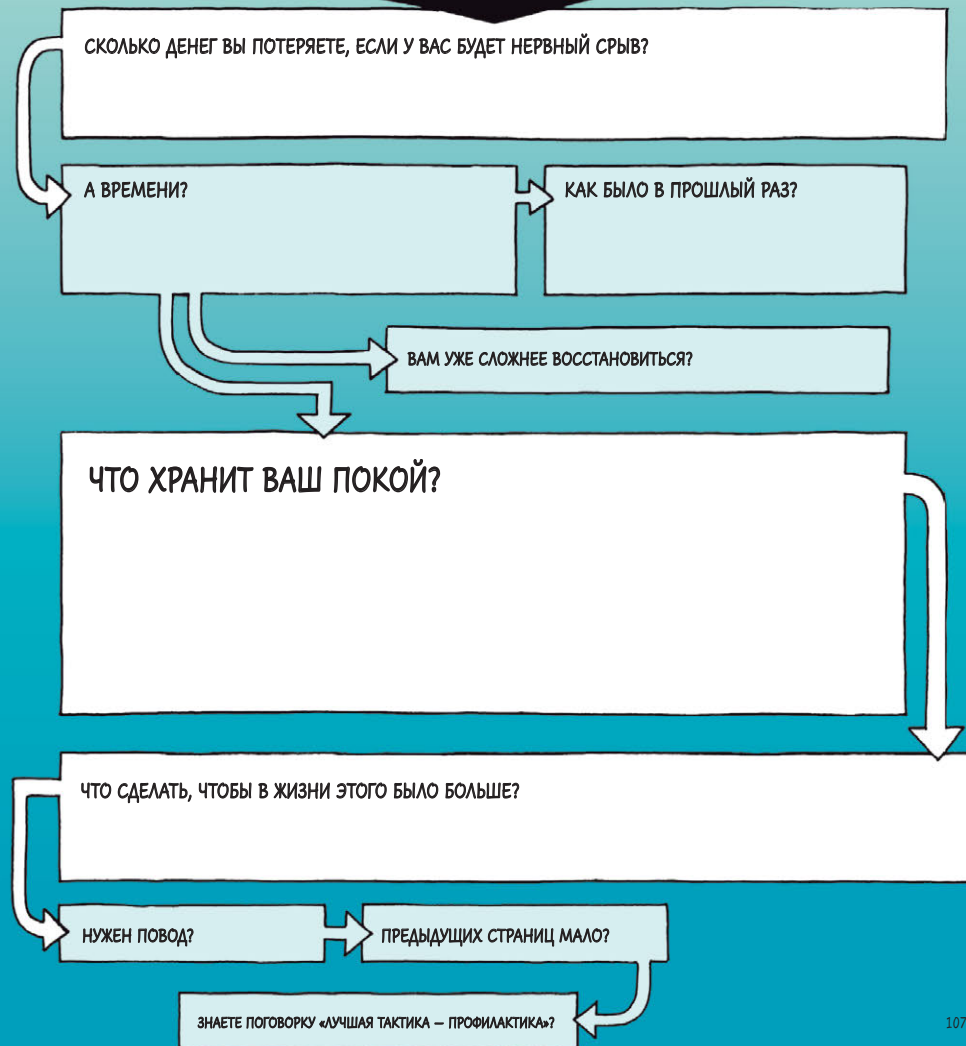 СКОЛЬКО ДЕНЕГ ВЫ ПОТЕРЯЕТЕ, ЕСЛИ У ВАС БУДЕТ НЕРВНЫЙ СРЫВ?
А ВРЕМЕНИ?
КАК БЫЛО В ПРОШЛЫЙ РАЗ?
ВАМ УЖЕ СЛОЖНЕЕ ВОССТАНОВИТЬСЯ?
ЧТО ХРАНИТ ВАШ ПОКОЙ?
ЧТО СДЕЛАТЬ, ЧТОБЫ В ЖИЗНИ ЭТОГО БЫЛО БОЛЬШЕ?
НУЖЕН ПОВОД?
ПРЕДЫДУЩИХ СТРАНИЦ МАЛО?
ЗНАЕТЕ ПОГОВОРКУ «ЛУЧШАЯ ТАКТИКА — ПРОФИЛАКТИКА»?
107